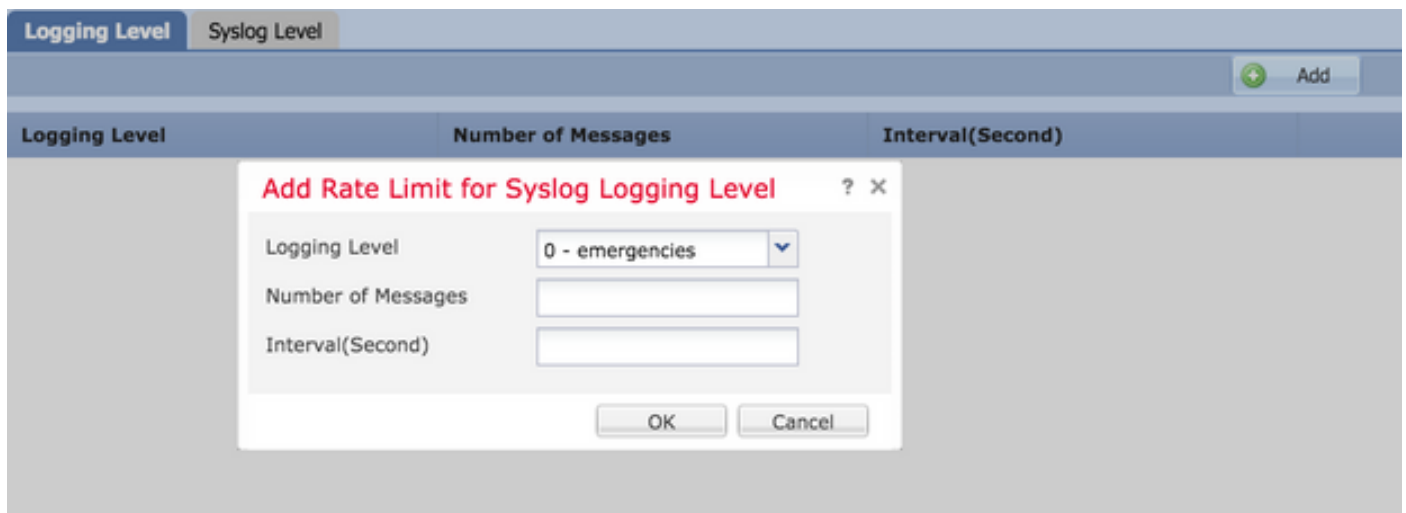 Logging Level Syslog Level
Add
Logging Level Number of Messages Interval(Second)
Add Rate Limit for Syslog Logging Level ? ×
Logging Level 0 - emergencies
Number of Messages
Interval(Second)
OK Cancel